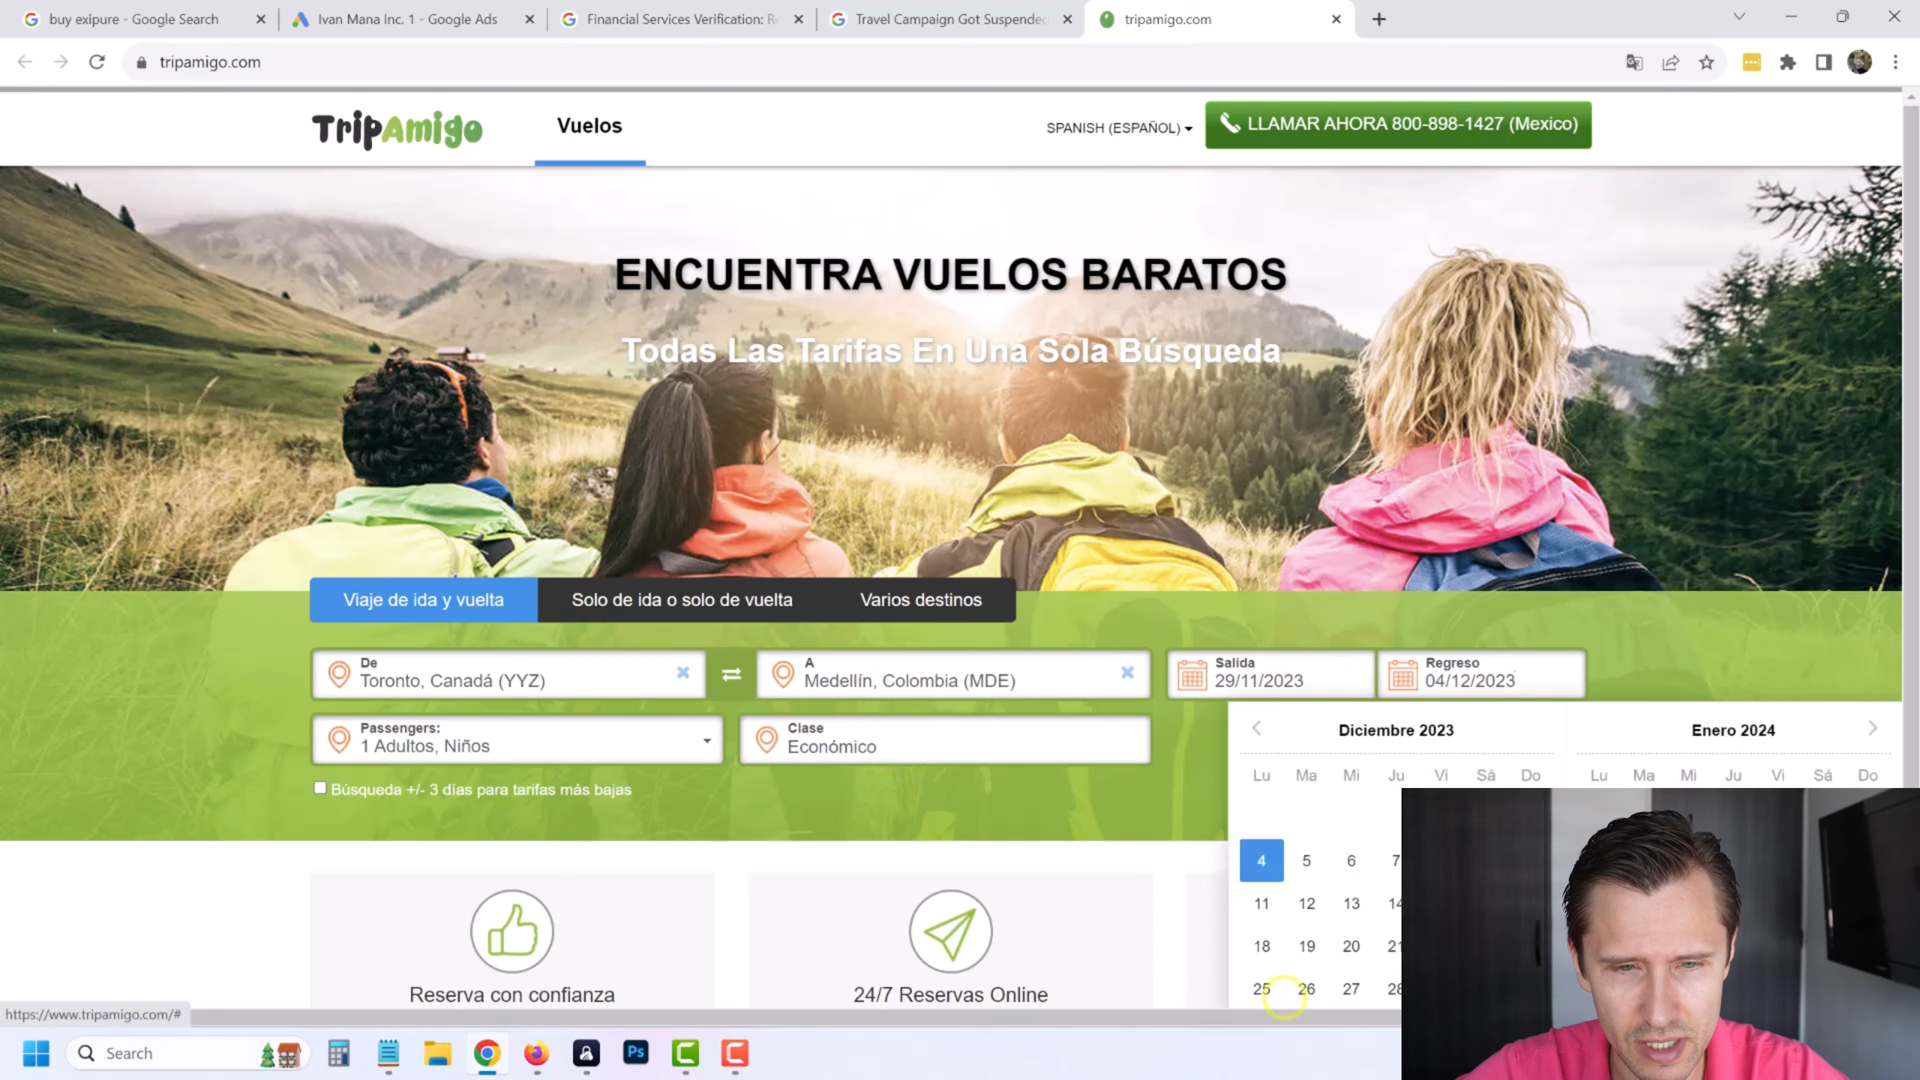 buy exipure - Google Search
Ivan Mana Inc. 1 - Google Ads
Financial Services Verification: R
Travel Campaign Got Suspended
tripamigo.com
tripamigo.com
TripAmigo
Vuelos
SPANISH (ESPAÑOL)
LLAMAR AHORA 800-898-1427 (Mexico)
ENCUENTRA VUELOS BARATOS
Todas Las Tarifas En Una Sola Búsqueda
Viaje de ida y vuelta
Solo de ida o solo de vuelta
Varios destinos
De
Toronto, Canadá (YYZ)
A
Medellín, Colombia (MDE)
Salida
29/11/2023
Regreso
04/12/2023
Passengers:
1 Adultos, Niños
Clase
Económico
Búsqueda +/- 3 días para tarifas más bajas
Diciembre 2023
Enero 2024
Lu Ma Mi Ju Vi Sá Do
Lu Ma Mi Ju Vi Sá Do
4 5 6 7
11 12 13 14
18 19 20 21
25 26 27 28
Reserva con confianza
24/7 Reservas Online
https://www.tripamigo.com/#
Search
Ps